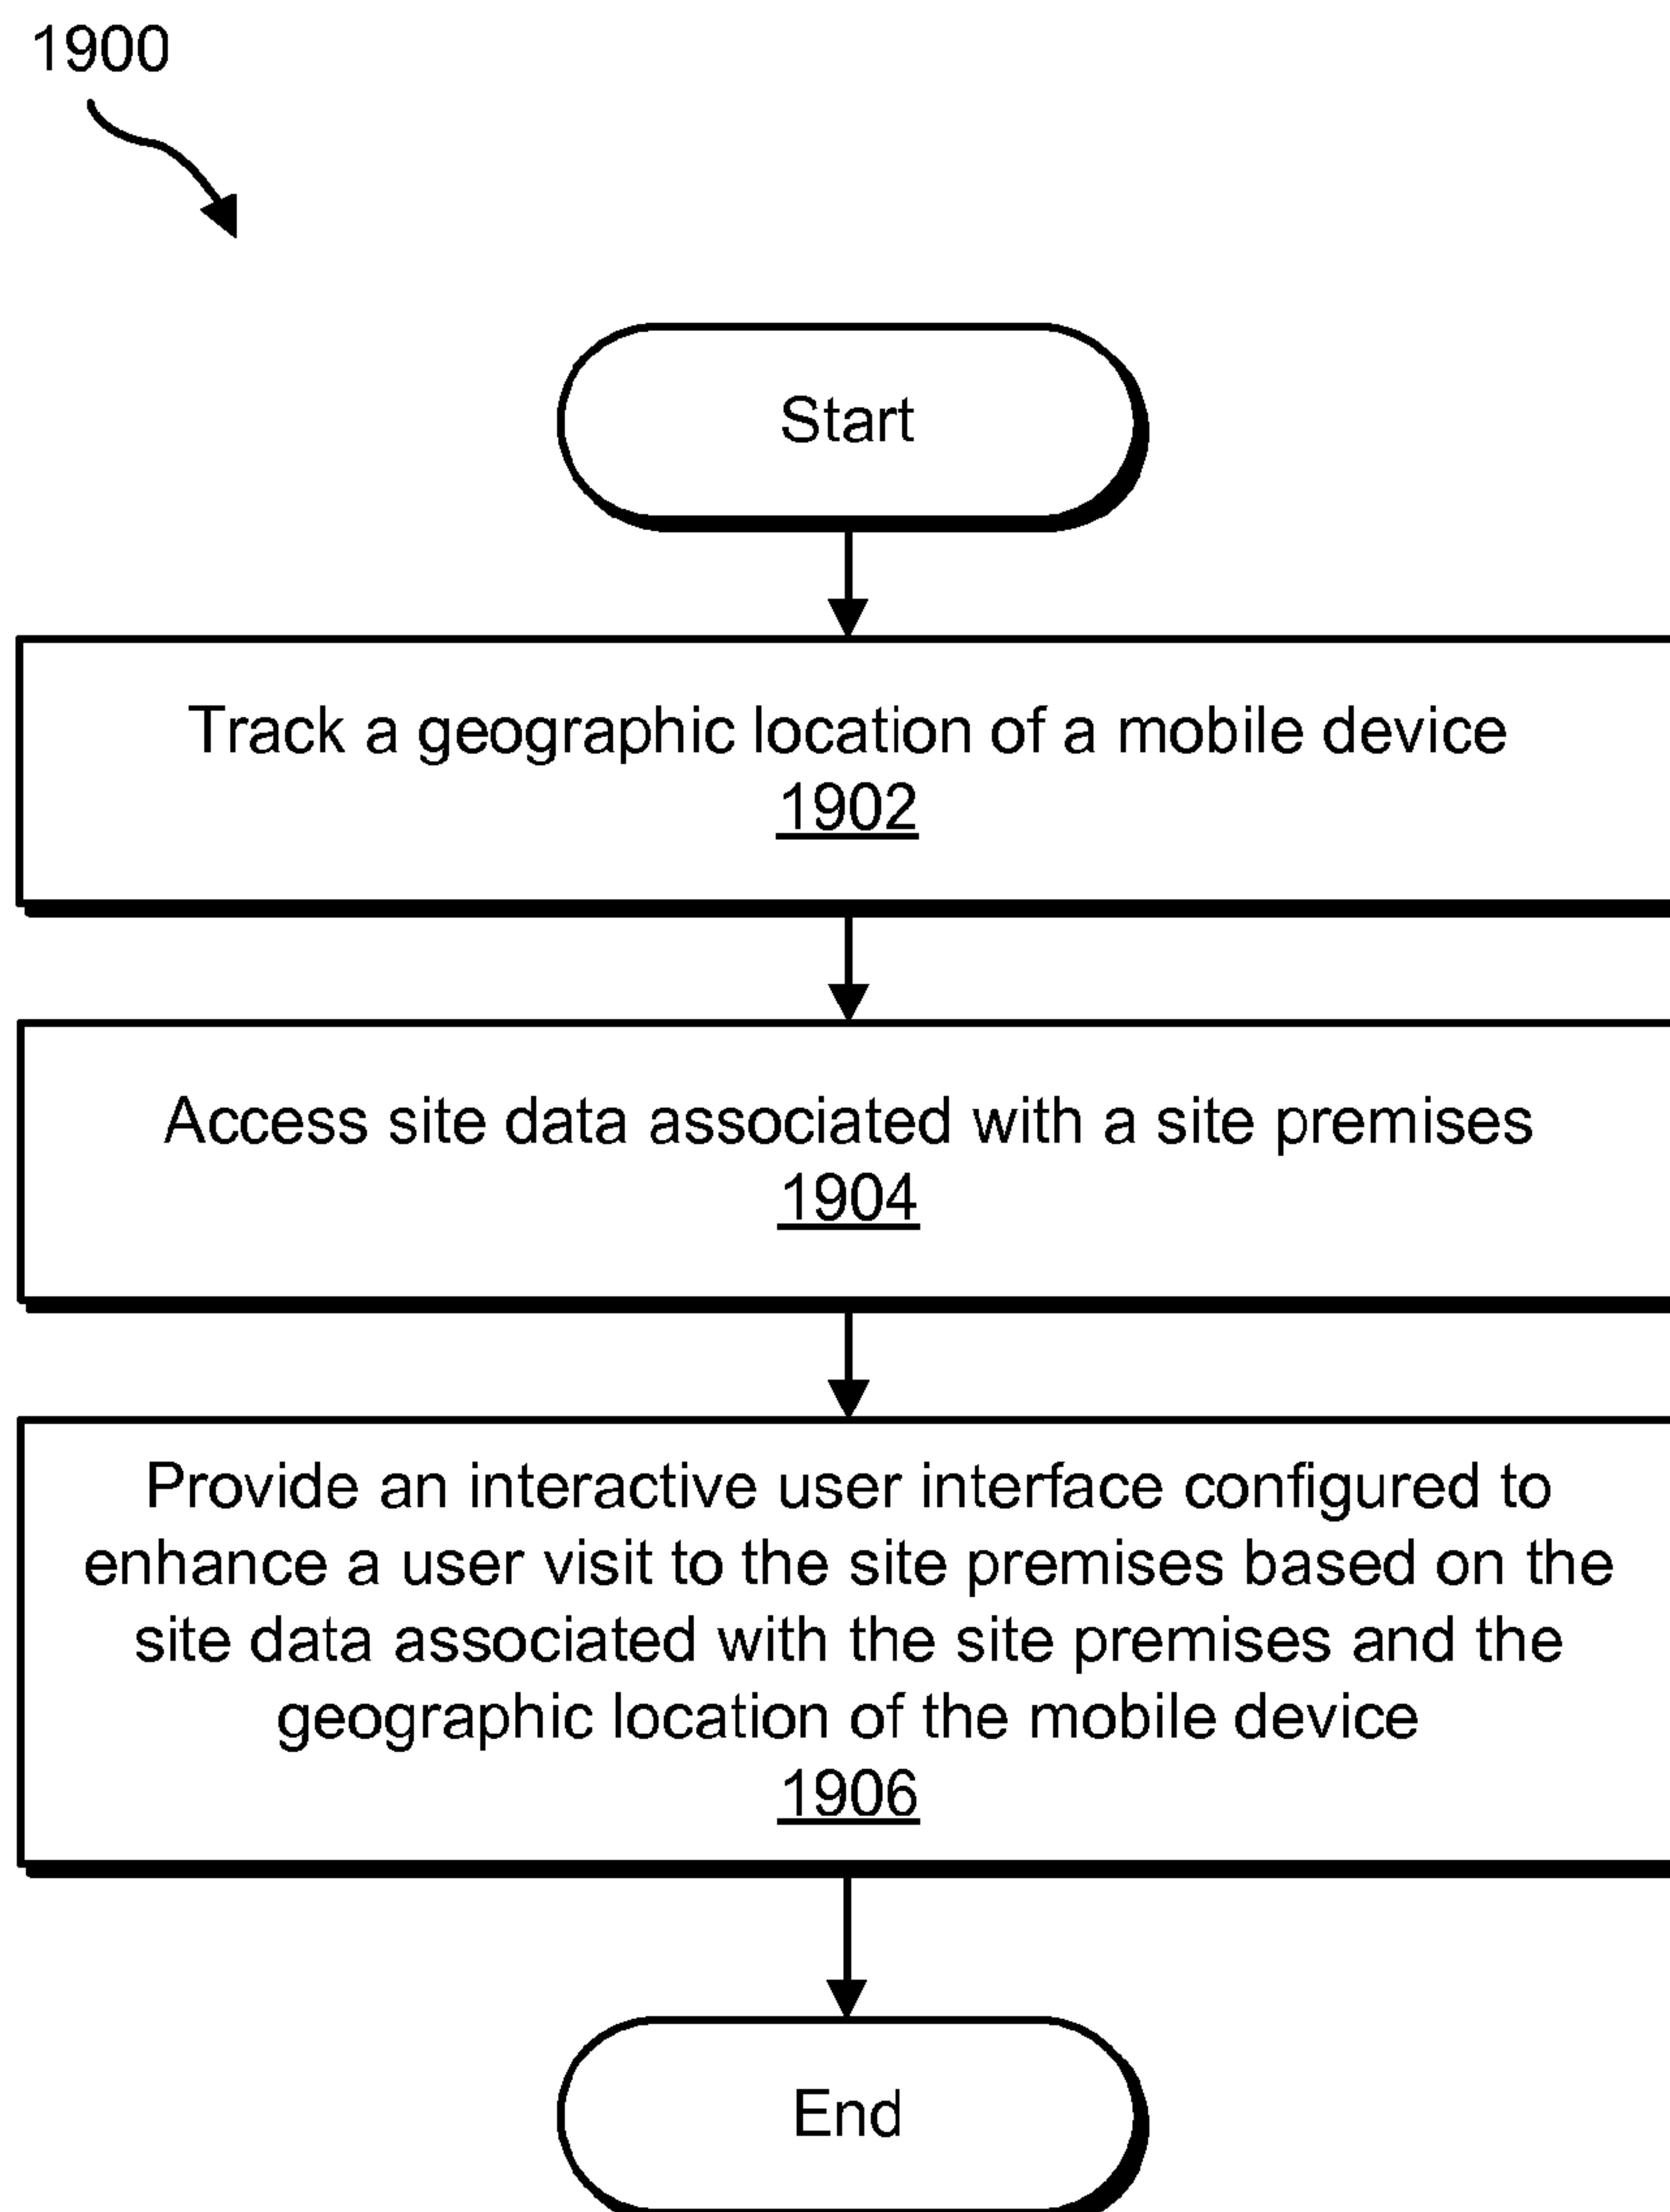 1900
Start
Track a geographic location of a mobile device
1902
Access site data associated with a site premises
1904
Provide an interactive user interface configured to
enhance a user visit to the site premises based on the
site data associated with the site premises and the
geographic location of the mobile device
1906
End